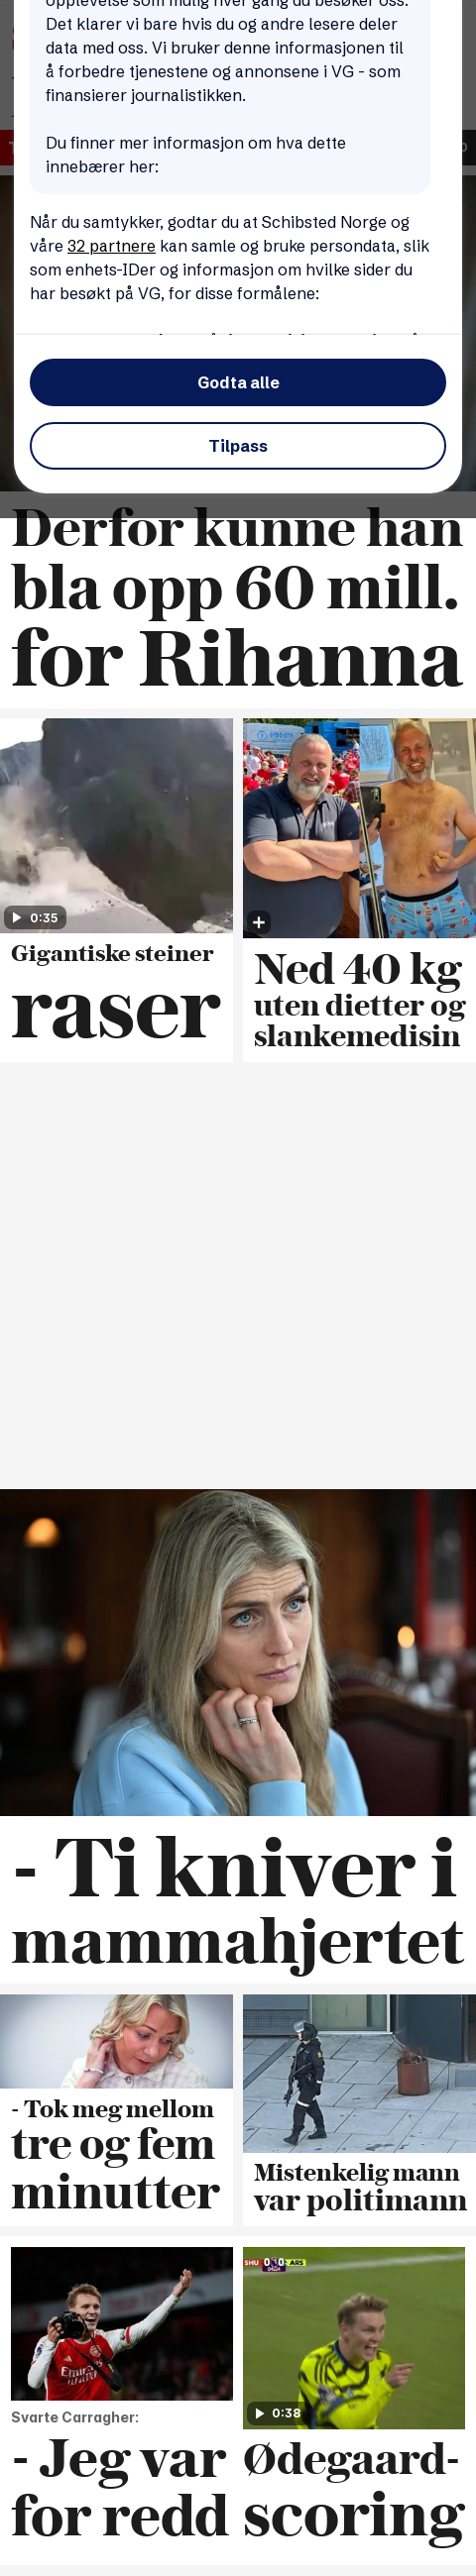 opplevelse som mulig hver gang du besøker oss.
Det klarer vi bare hvis du og andre lesere deler
data med oss. Vi bruker denne informasjonen til
å forbedre tjenestene og annonsene i VG - som
finansierer journalistikken.
Du finner mer informasjon om hva dette
innebærer her:
Når du samtykker, godtar du at Schibsted Norge og
våre 32 partnere kan samle og bruke persondata, slik
som enhets-IDer og informasjon om hvilke sider du
har besøkt på VG, for disse formålene:
Godta alle
Tilpass
Derfor kunne han
bla opp 60 mill.
for Rihanna
0:35
Gigantiske steiner
raser
Ned 40 kg
uten dietter og
slankemedisin
- Ti kniver i
mammahjertet
- Tok meg mellom
tre og fem
minutter
Mistenkelig mann
var politimann
Svarte Carragher:
- Jeg var
for redd
SHU 0 0 ARS
0:38
Ødegaard-
scoring